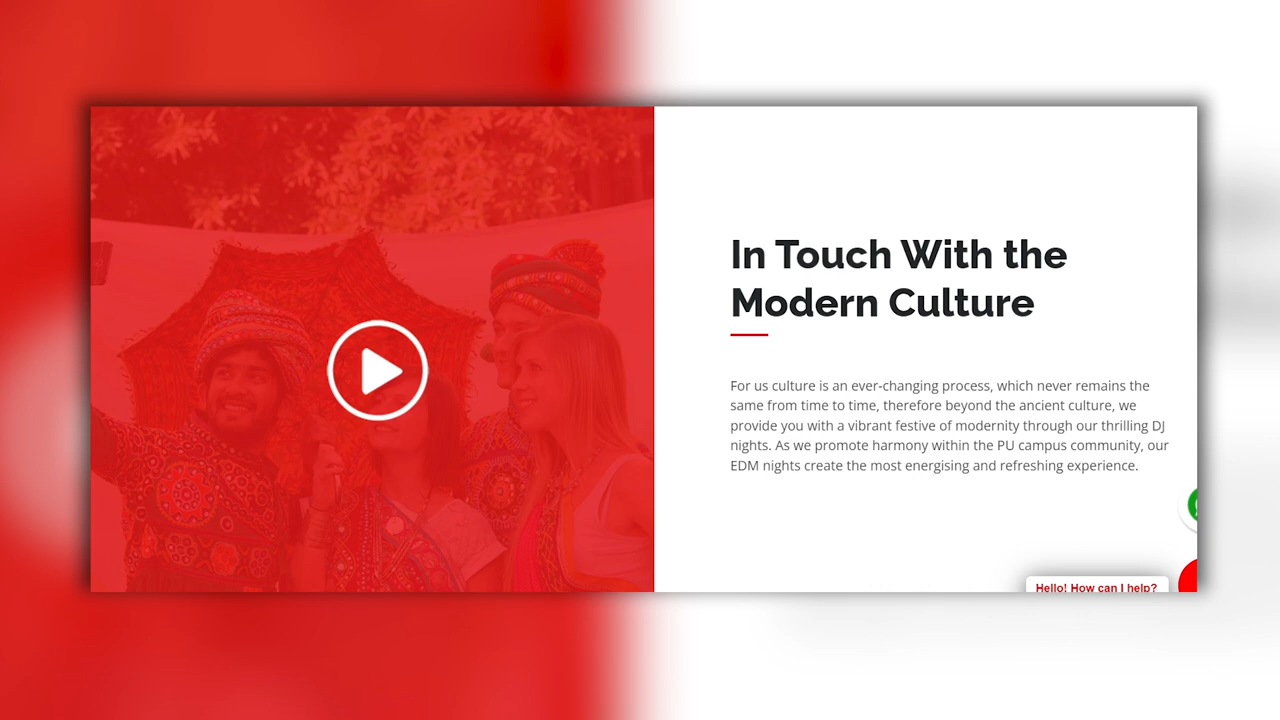 In Touch With the
Modern Culture
For us culture is an ever-changing process, which never remains the
same from time to time, therefore beyond the ancient culture, we
provide you with a vibrant festive of modernity through our thrilling DJ
nights. As we promote harmony within the PU campus community, our
EDM nights create the most energising and refreshing experience.
Hello! How can I help?